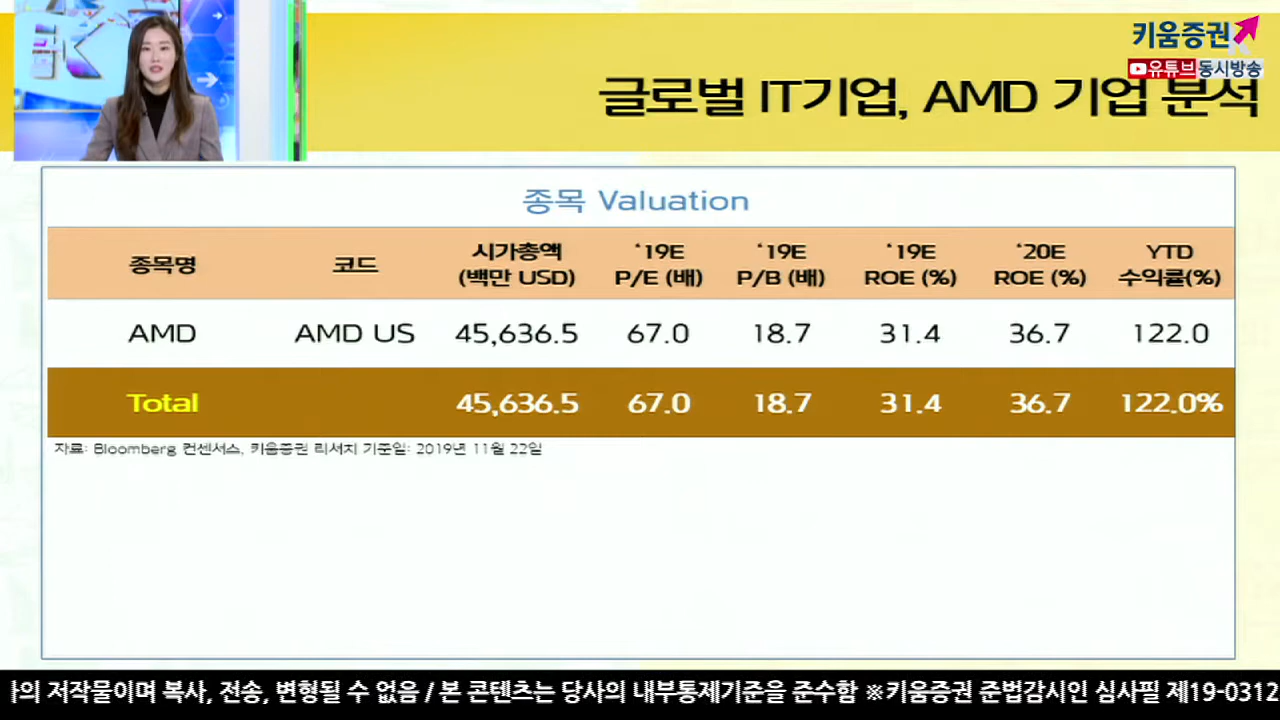 키움증권
유튜브 동시방송
글로벌 IT기업, AMD 기업 분석
종목 Valuation
종목명 코드 시가총액 (백만 USD) ‘19E P/E (배) ‘19E P/B (배) ‘19E ROE (%) ‘20E ROE (%) YTD 수익률(%)
AMD AMD US 45,636.5 67.0 18.7 31.4 36.7 122.0
Total 45,636.5 67.0 18.7 31.4 36.7 122.0%
자료: Bloomberg 컨센서스, 키움증권 리서치 기준일: 2019년 11월 22일
의 저작물이며 복사, 전송, 변형될 수 없음 / 본 콘텐츠는 당사의 내부통제기준을 준수함 ※키움증권 준법감시인 심사필 제19-0312